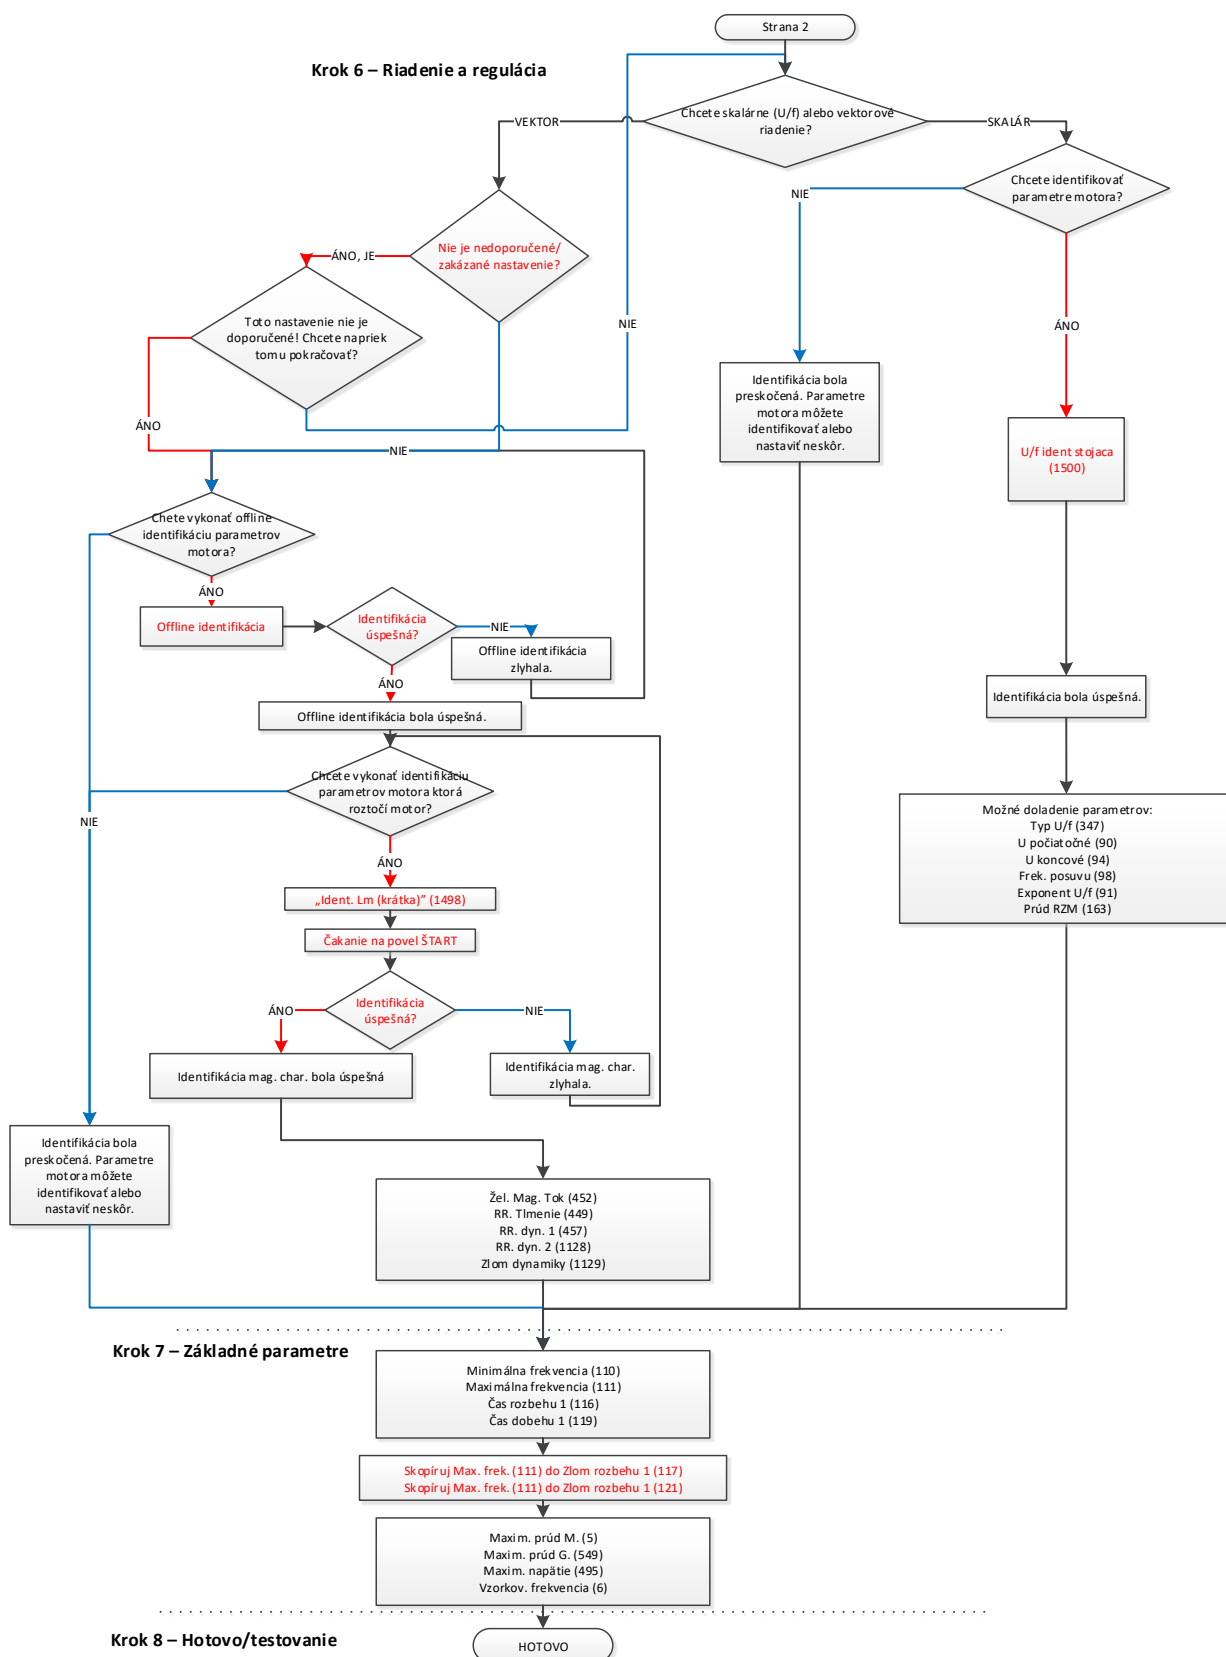 Strana 2
Krok 6 – Riadenie a regulácia
Chcete skalárne (U/f) alebo vektorové
riadenie?
VEKTOR
SKALÁR
Chcete identifikovať
parametre motora?
NIE
Nie je nedoporučené/
zakázané nastavenie?
ÁNO, JE
Toto nastavenie nie je
doporučené! Chcete napriek
tomu pokračovať?
NIE
ÁNO
Identifikácia bola
preskočená. Parametre
motora môžete
identifikovať alebo
nastaviť neskôr.
ÁNO
NIE
U/f ident stojaca
(1500)
Chete vykonať offline
identifikáciu parametrov
motora?
ÁNO
Offline identifikácia
Identifikácia
úspešná?
NIE
Offline identifikácia
zlyhala.
ÁNO
Identifikácia bola úspešná.
Offline identifikácia bola úspešná.
Chcete vykonať identifikáciu
parametrov motora ktorá
roztočí motor?
NIE
ÁNO
Možné doladenie parametrov:
Typ U/f (347)
U počiatočné (90)
U koncové (94)
Frek. posuvu (98)
Exponent U/f (91)
Prúd RZM (163)
„Ident. Lm (krátka)” (1498)
Čakanie na povel ŠTART
Identifikácia
úspešná?
ÁNO
NIE
Identifikácia mag. char. bola úspešná
Identifikácia mag. char.
zlyhala.
Identifikácia bola
preskočená. Parametre
motora môžete
identifikovať alebo
nastaviť neskôr.
Žel. Mag. Tok (452)
RR. Tlmenie (449)
RR. dyn. 1 (457)
RR. dyn. 2 (1128)
Zlom dynamiky (1129)
Krok 7 – Základné parametre
Minimálna frekvencia (110)
Maximálna frekvencia (111)
Čas rozbehu 1 (116)
Čas dobehu 1 (119)
Skopíruj Max. frek. (111) do Zlom rozbehu 1 (117)
Skopíruj Max. frek. (111) do Zlom rozbehu 1 (121)
Maxim. prúd M. (5)
Maxim. prúd G. (549)
Maxim. napätie (495)
Vzorkov. frekvencia (6)
Krok 8 – Hotovo/testovanie
HOTOVO